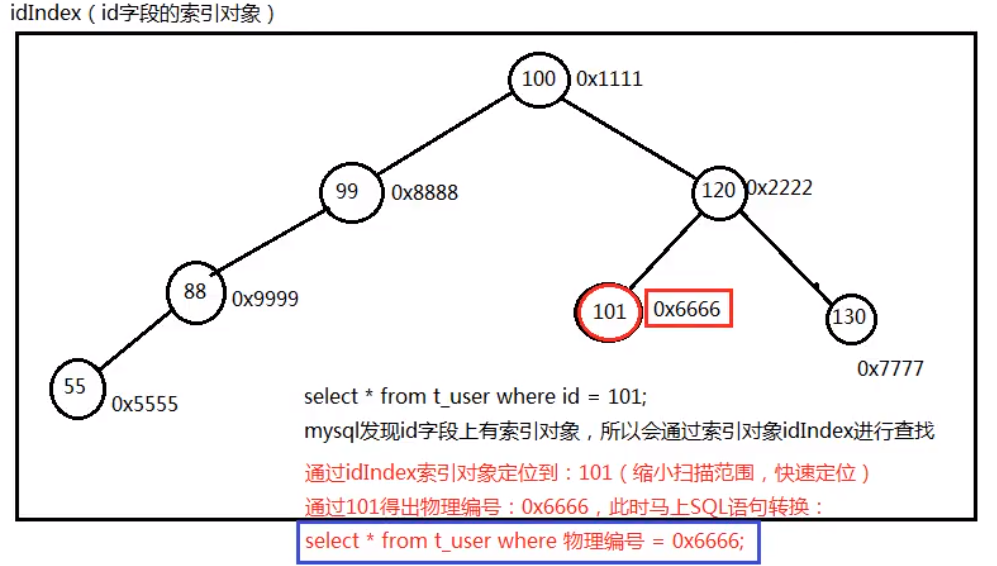 idIndex（id字段的索引对象）
100 0x1111
99 0x8888
120 0x2222
88 0x9999
101 0x6666
130
0x7777
55 0x5555
select * from t_user where id = 101;
mysql发现id字段上有索引对象，所以会通过索引对象idIndex进行查找
通过idIndex索引对象定位到：101（缩小扫描范围，快速定位）
通过101得出物理编号：0x6666，此时马上SQL语句转换：
select * from t_user where 物理编号 = 0x6666;